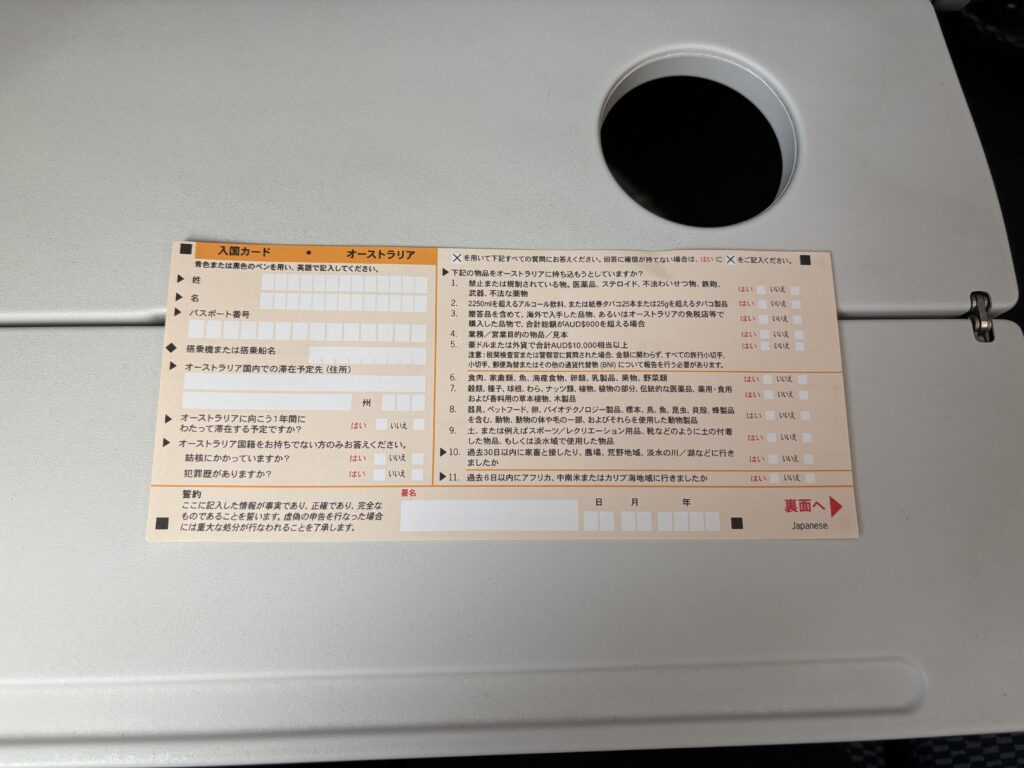 入国カード • オーストラリア
青色または黒色のペンを用い、英語で記入してください。
姓
名
パスポート番号
搭乗機または搭乗船名
オーストラリア国内での滞在予定先（住所）
州
オーストラリアに向こう1年間に
わたって滞在する予定ですか？ はい いいえ
オーストラリア国籍をお持ちでない方のみお答えください。
結核にかかっていますか？ はい いいえ
犯罪歴がありますか？ はい いいえ
を用いて下記すべての質問にお答えください。回答に確信が持てない場合は、はい に をご記入ください。
下記の物品をオーストラリアに持ち込もうとしていますか？
1. 禁止または規制されている物。医薬品、ステロイド、不法わいせつ物、鉄砲、
武器、不法な薬物 はい いいえ
2. 2250mlを超えるアルコール飲料、または紙巻タバコ25本または25gを超えるタバコ製品 はい いいえ
3. 贈答品を含めて、海外で入手した品物、あるいはオーストラリアの免税店等で
購入した品物で、合計総額がAUD$900を超える場合 はい いいえ
4. 業務／営業目的の物品／見本 はい いいえ
5. 豪ドルまたは外貨で合計AUD$10,000相当以上 はい いいえ
注意：税関検査官または警察官に質問された場合、金額に関わらず、すべての旅行小切手、
小切手、郵便為替またはその他の通貨代替物 (BNI) について報告を行う必要があります。
6. 食肉、家禽類、魚、海産食物、卵類、乳製品、果物、野菜類 はい いいえ
7. 穀類、種子、球根、わら、ナッツ類、植物、植物の部分、伝統的な医薬品、薬用・食用
および香料用の草本植物、木製品 はい いいえ
8. 器具、ペットフード、卵、バイオテクノロジー製品、標本、鳥、魚、昆虫、貝殻、蜂製品
を含む、動物、動物の体や毛の一部、およびそれらを使用した動物製品 はい いいえ
9. 土、または例えばスポーツ／レクリエーション用品、靴などのように土の付着
した物品、もしくは淡水域で使用した物品 はい いいえ
10. 過去30日以内に家畜と接したり、農場、荒野地域、淡水の川／湖などに行き
ましたか はい いいえ
11. 過去6日以内にアフリカ、中南米またはカリブ海地域に行きましたか はい いいえ
誓約
ここに記入した情報が事実であり、正確であり、完全な
ものであることを誓います。虚偽の申告を行なった場合
には重大な処分が行なわれることを了承します。
署名
日 月 年
裏面へ
Japanese